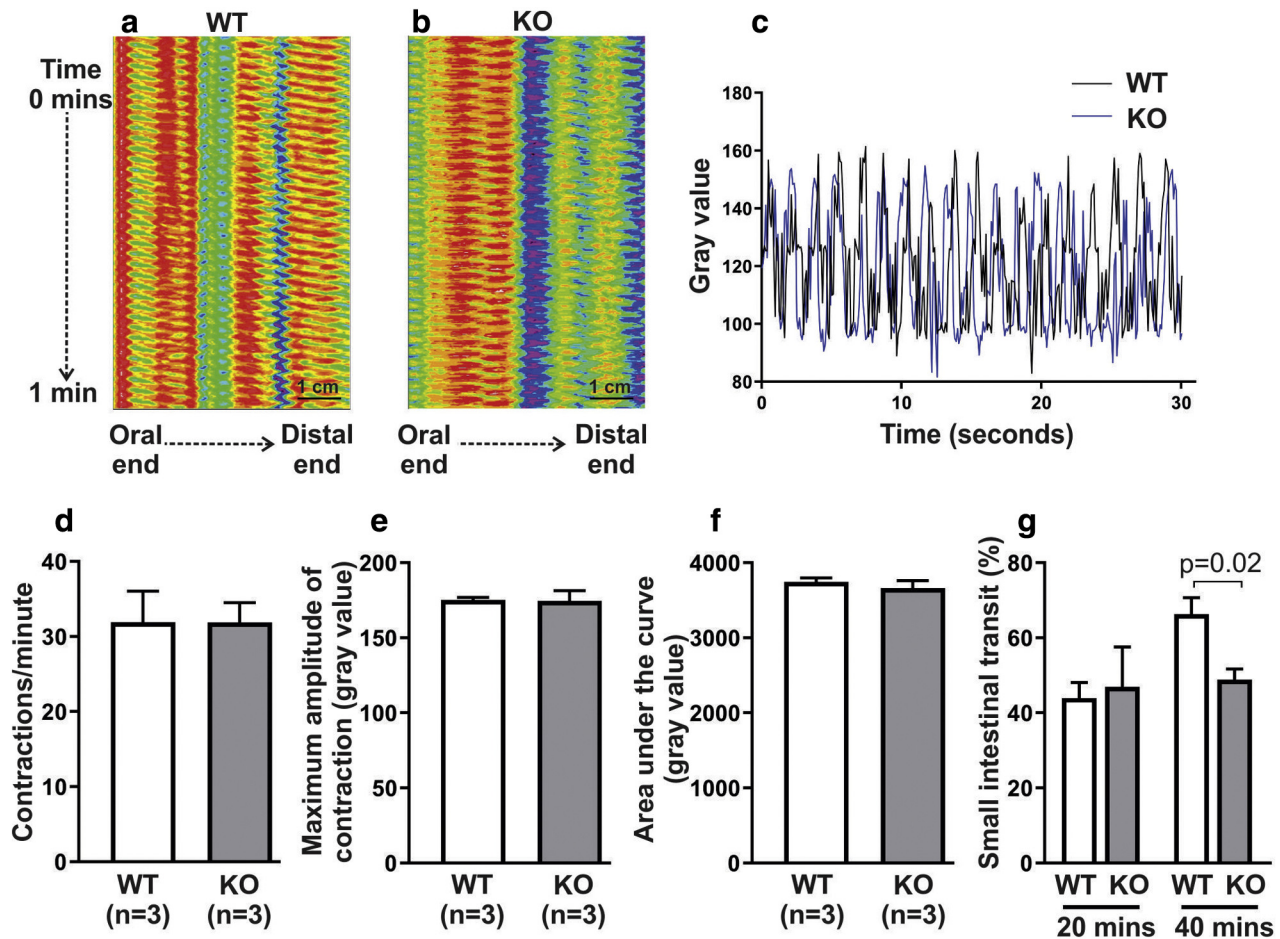 a
WT
b
KO
c
Time
0 mins
1 min
1 cm
1 cm
Oral
end
Distal
end
Oral
end
Distal
end
WT
KO
Gray value
180
160
140
120
100
80
0
10
20
30
Time (seconds)
d
Contractions/minute
40
30
20
10
0
WT
(n=3)
KO
(n=3)
e
Maximum amplitude of
contraction (gray value)
200
150
100
50
0
WT
(n=3)
KO
(n=3)
f
Area under the curve
(gray value)
4000
3000
2000
1000
0
WT
(n=3)
KO
(n=3)
g
Small intestinal transit (%)
80
60
40
20
0
p=0.02
WT KO WT KO
20 mins 40 mins